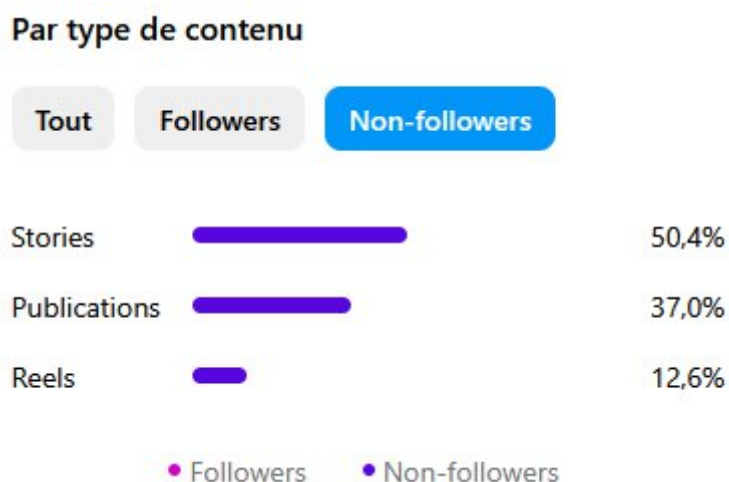 Par type de contenu
Tout Followers Non-followers
Stories 50,4%
Publications 37,0%
Reels 12,6%
Followers Non-followers